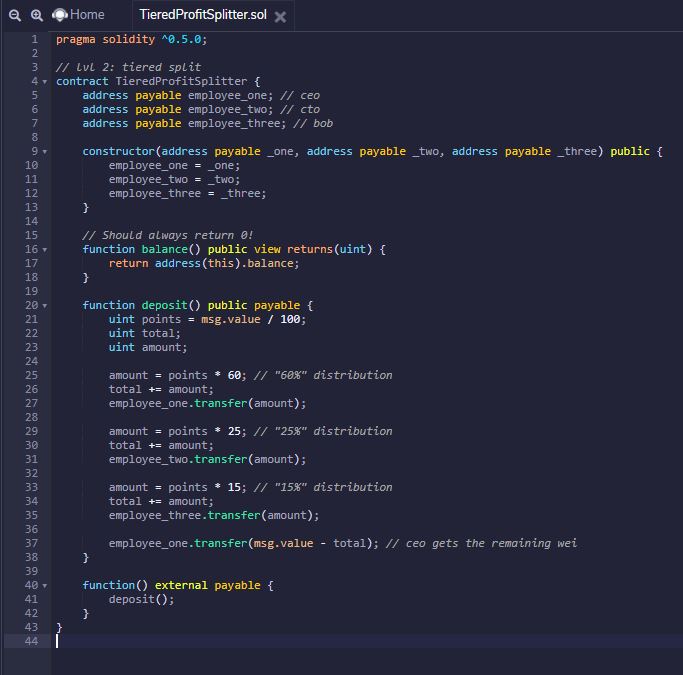 Home TieredProfitSplitter.sol
1 pragma solidity ^0.5.0;
2
3 // lvl 2: tiered split
4 contract TieredProfitSplitter {
5     address payable employee_one; // ceo
6     address payable employee_two; // cto
7     address payable employee_three; // bob
8
9     constructor(address payable _one, address payable _two, address payable _three) public {
10         employee_one = _one;
11         employee_two = _two;
12         employee_three = _three;
13     }
14
15     // Should always return 0!
16     function balance() public view returns(uint) {
17         return address(this).balance;
18     }
19
20     function deposit() public payable {
21         uint points = msg.value / 100;
22         uint total;
23         uint amount;
24
25         amount = points * 60; // "60%" distribution
26         total += amount;
27         employee_one.transfer(amount);
28
29         amount = points * 25; // "25%" distribution
30         total += amount;
31         employee_two.transfer(amount);
32
33         amount = points * 15; // "15%" distribution
34         total += amount;
35         employee_three.transfer(amount);
36
37         employee_one.transfer(msg.value - total); // ceo gets the remaining wei
38     }
39
40     function() external payable {
41         deposit();
42     }
43 }
44